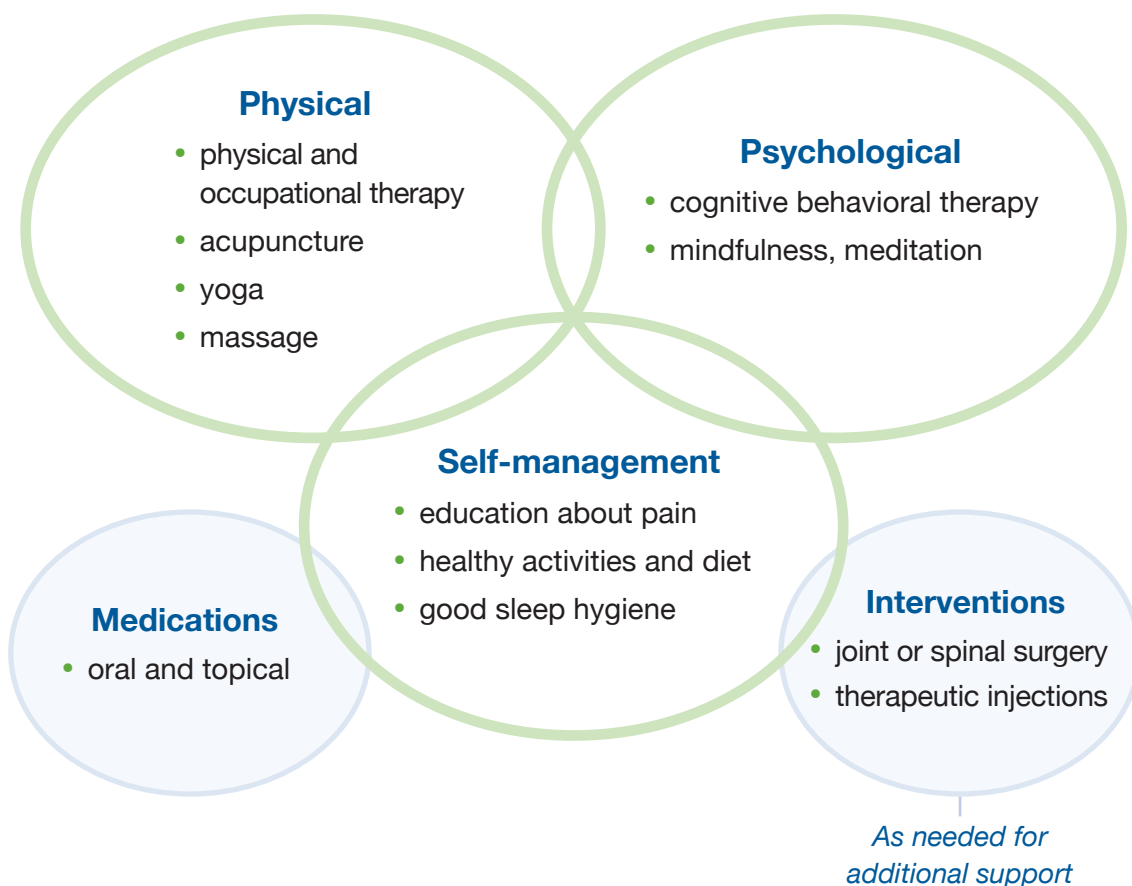 Physical
• physical and
occupational therapy
• acupuncture
• yoga
• massage
Psychological
• cognitive behavioral therapy
• mindfulness, meditation
Self-management
• education about pain
• healthy activities and diet
• good sleep hygiene
Medications
• oral and topical
Interventions
• joint or spinal surgery
• therapeutic injections
As needed for
additional support